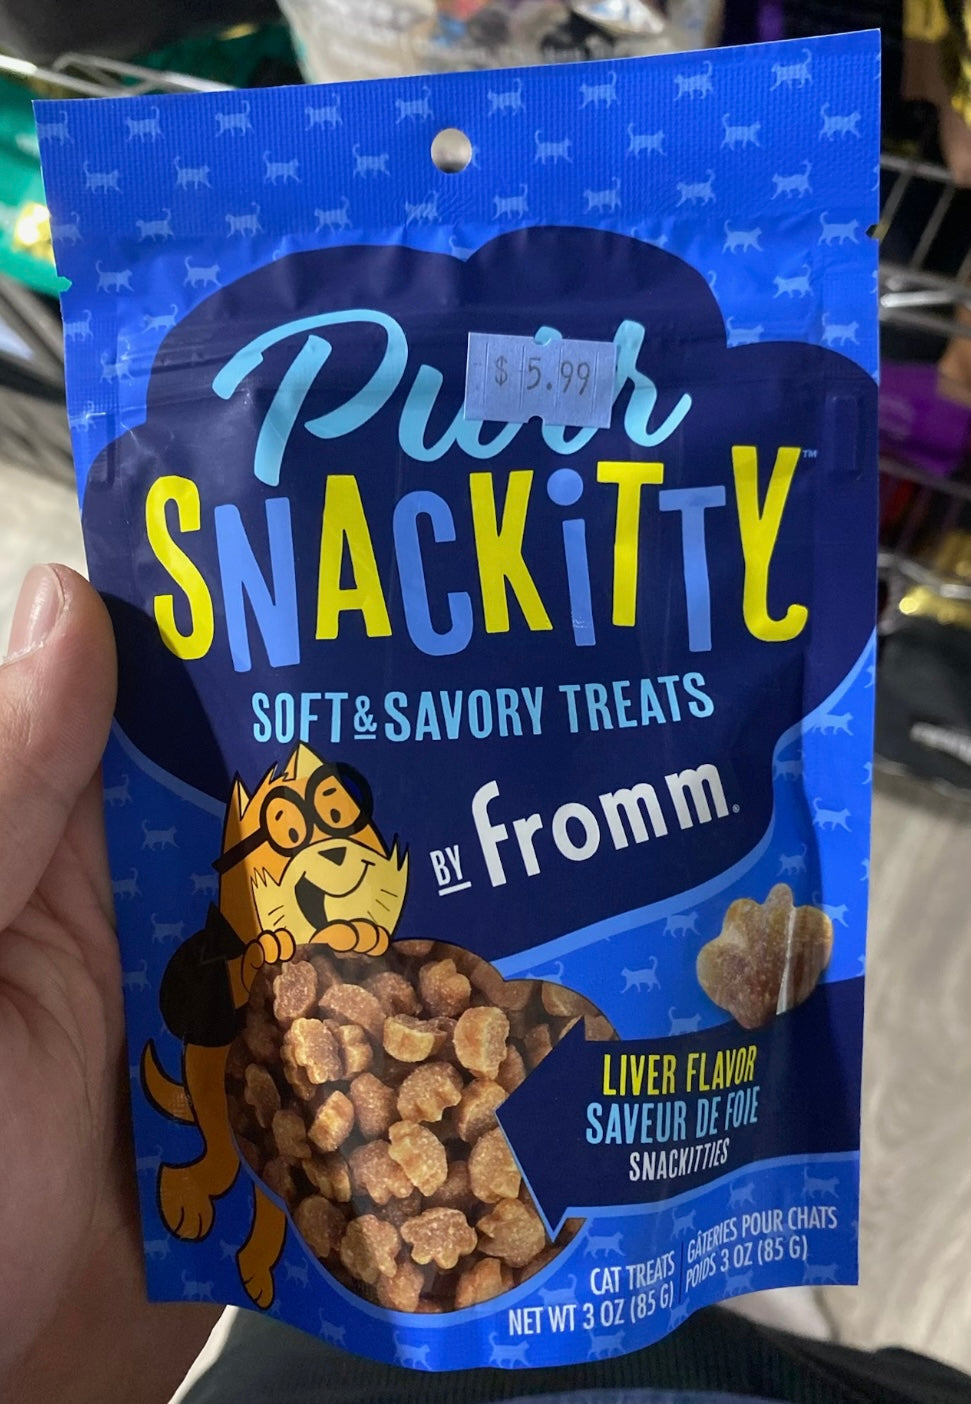 Purr
$ 5.99
SNACKiTTY™
SOFT & SAVORY TREATS
BY fromm®
LIVER FLAVOR
SAVEUR DE FOIE
SNACKITTIES
CAT TREATS
NET WT 3 OZ (85 G)
GÂTERIES POUR CHATS
POIDS 3 OZ (85 G)